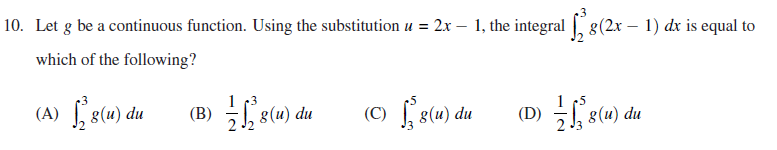 10. Let g be a continuous function. Using the substitution u = 2x – 1, the integral ∫₂³ g(2x – 1) dx is equal to
which of the following?
(A) ∫₂³ g(u) du (B) 1/2 ∫₂³ g(u) du (C) ∫₃⁵ g(u) du (D) 1/2 ∫₃⁵ g(u) du